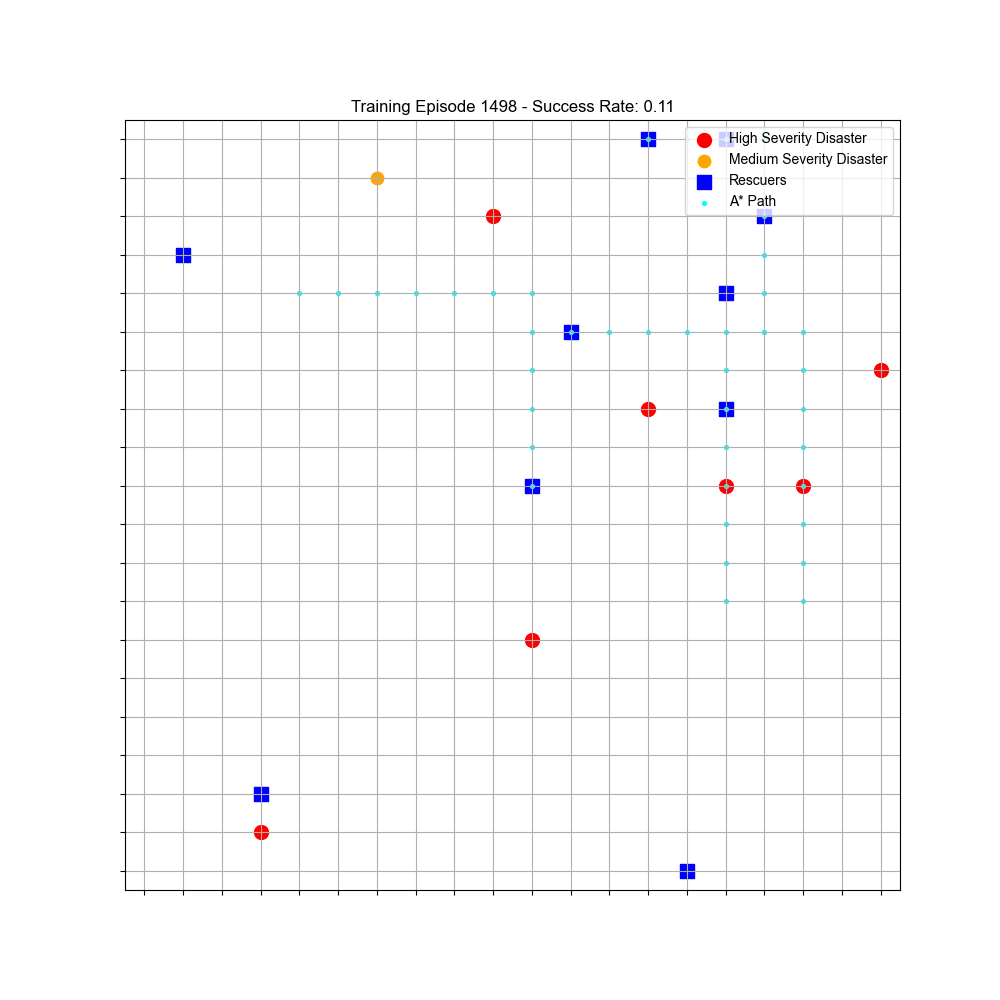 Training Episode 1498 - Success Rate: 0.11
High Severity Disaster
Medium Severity Disaster
Rescuers
A* Path